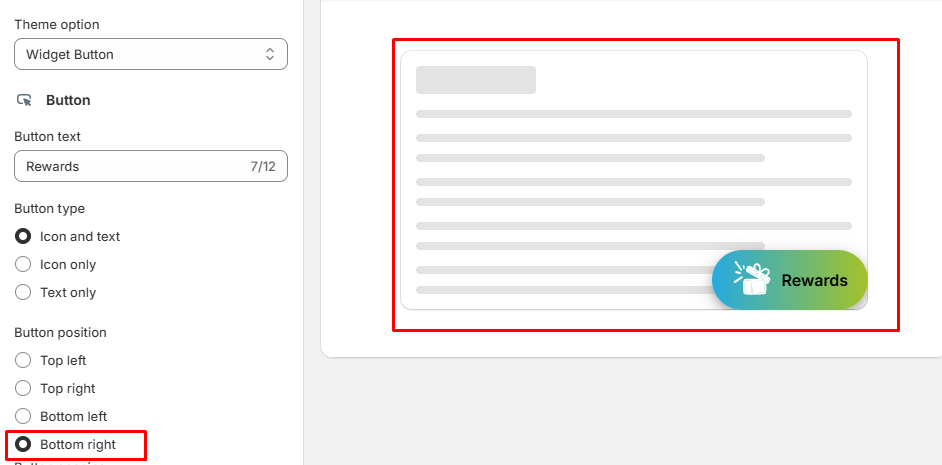 Theme option
Widget Button
Button
Button text
Rewards 7/12
Button type
Icon and text
Icon only
Text only
Button position
Top left
Top right
Bottom left
Bottom right
Rewards